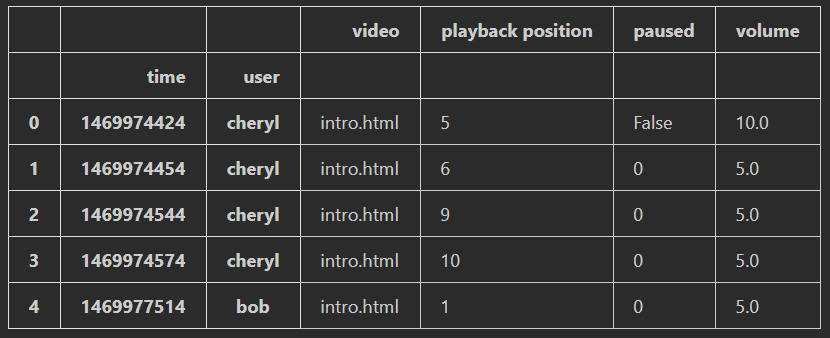 video playback position paused volume
time user
0 1469974424 cheryl intro.html 5 False 10.0
1 1469974454 cheryl intro.html 6 0 5.0
2 1469974544 cheryl intro.html 9 0 5.0
3 1469974574 cheryl intro.html 10 0 5.0
4 1469977514 bob intro.html 1 0 5.0